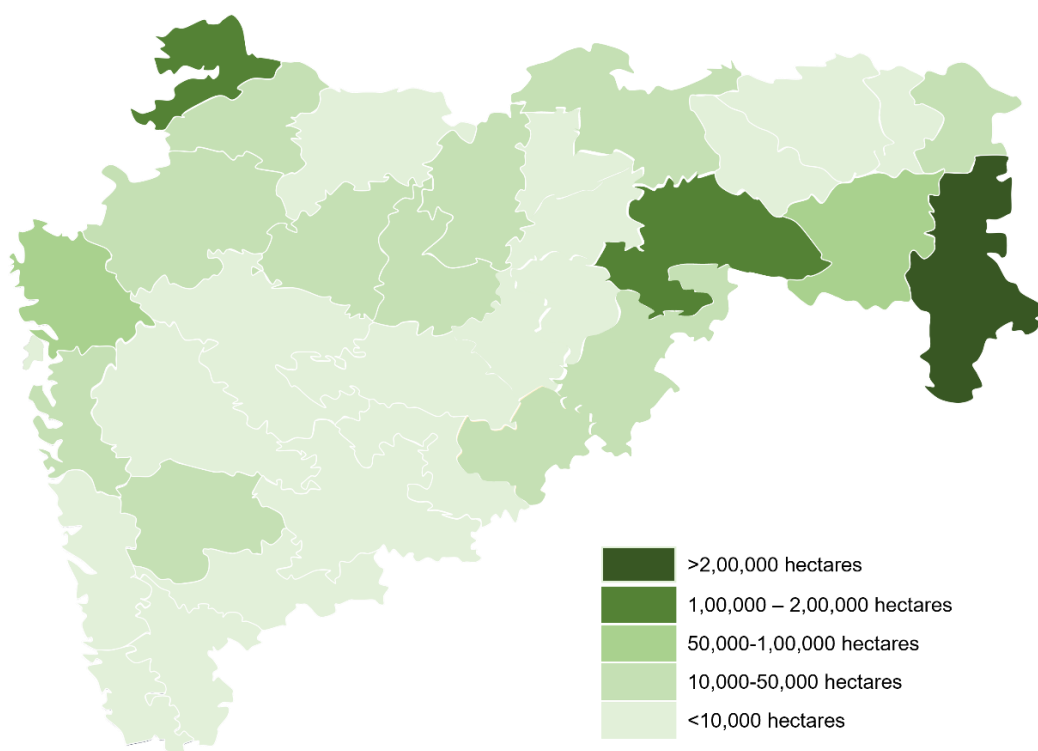 >2,00,000 hectares
1,00,000 – 2,00,000 hectares
50,000-1,00,000 hectares
10,000-50,000 hectares
<10,000 hectares